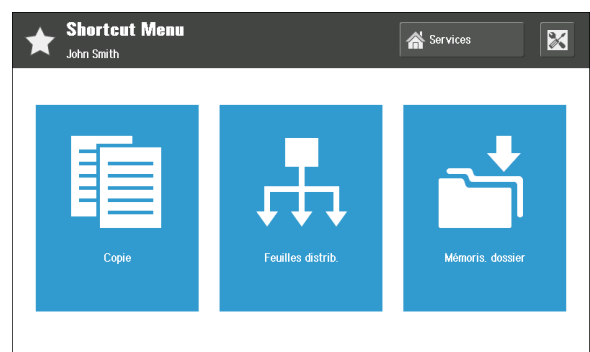 Shortcut Menu
John Smith
Services
Copie
Feuilles distrib.
Mémoris. dossier